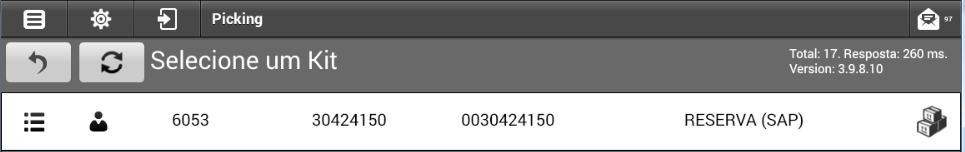 Picking
97
Selecione um Kit
Total: 17. Resposta: 260 ms.
Version: 3.9.8.10
6053 30424150 0030424150 RESERVA (SAP)